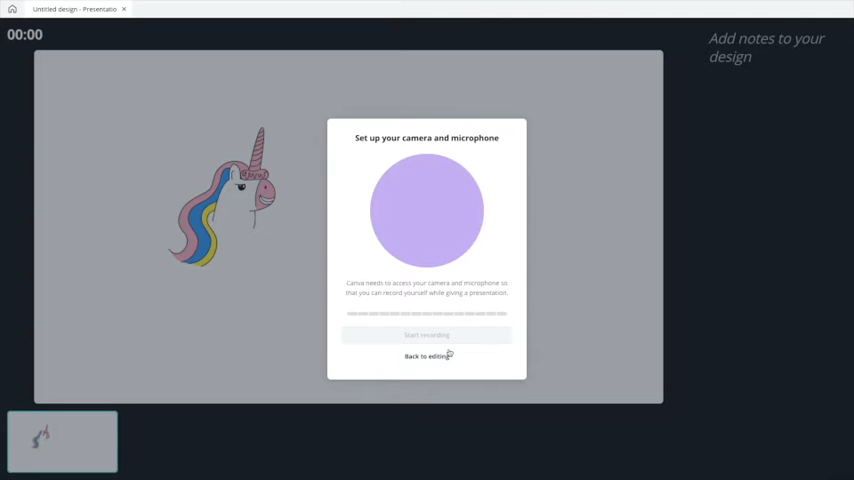 Untitled design - Presentatio
00:00
Add notes to your
design
Set up your camera and microphone
Canva needs to access your camera and microphone so
that you can record yourself while giving a presentation.
Start recording
Back to editing